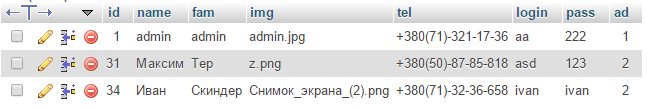 id name fam img tel login pass ad
1 admin admin admin.jpg +380(71)-321-17-36 aa 222 1
31 Максим Тер z.png +380(50)-87-85-818 asd 123 2
34 Иван Скиндер Снимок_экрана_(2).png +380(71)-32-36-658 ivan ivan 2